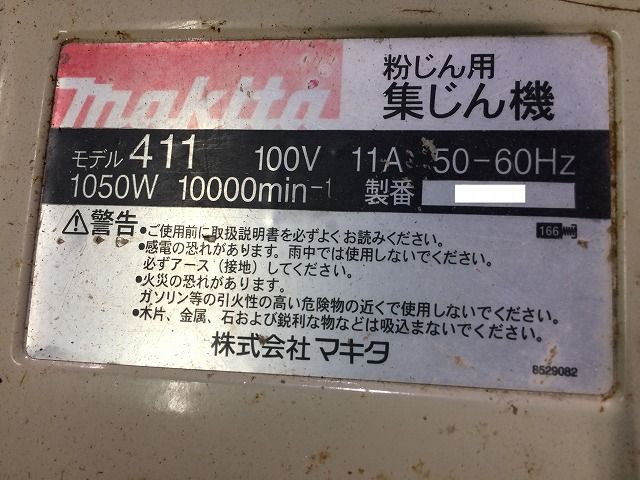 makita
粉じん用
集じん機
モデル 411 100V 11A 50-60Hz
1050W 10000min-1 製番
⚠警告
●ご使用前に取扱説明書を必ずよくお読みください。
●感電の恐れがあります。雨中では使用しないでください。
必ずアース（接地）してください。
●火災の恐れがあります。
ガソリン等の引火性の高い危険物の近くで使用しないでください。
●木片、金属、石および鋭利な物などは吸込まないでください。
166
株式会社 マキタ
8529082